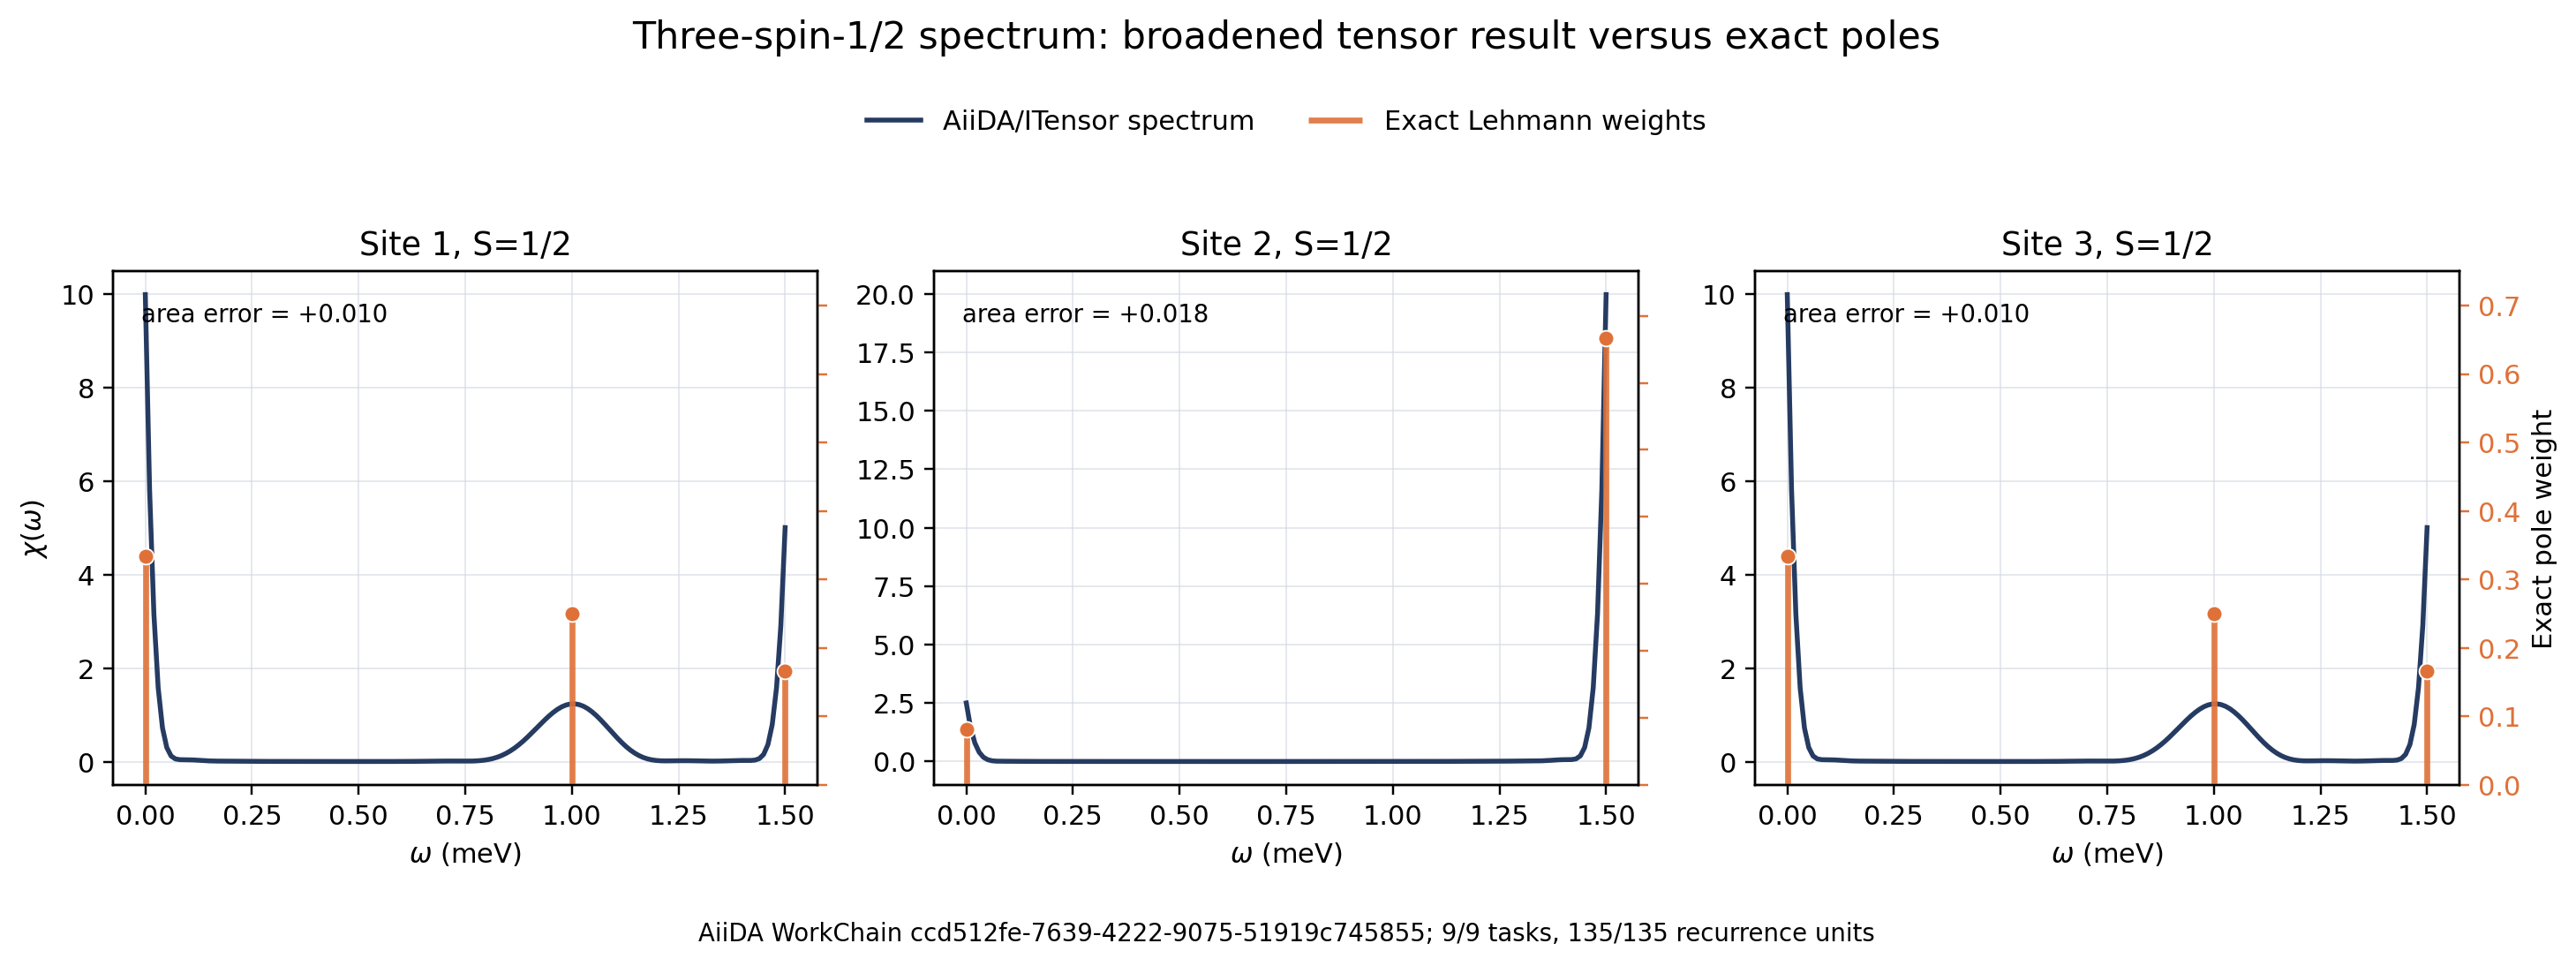 Three-spin-1/2 spectrum: broadened tensor result versus exact poles
AiiDA/ITensor spectrum
Exact Lehmann weights
Site 1, S=1/2
area error = +0.010
χ(ω)
10
8
6
4
2
0
0.00 0.25 0.50 0.75 1.00 1.25 1.50
ω (meV)
Site 2, S=1/2
area error = +0.018
20.0
17.5
15.0
12.5
10.0
7.5
5.0
2.5
0.0
0.00 0.25 0.50 0.75 1.00 1.25 1.50
ω (meV)
Site 3, S=1/2
area error = +0.010
10
8
6
4
2
0
0.00 0.25 0.50 0.75 1.00 1.25 1.50
ω (meV)
0.7
0.6
0.5
0.4
0.3
0.2
0.1
0.0
Exact pole weight
AiiDA WorkChain ccd512fe-7639-4222-9075-51919c745855; 9/9 tasks, 135/135 recurrence units